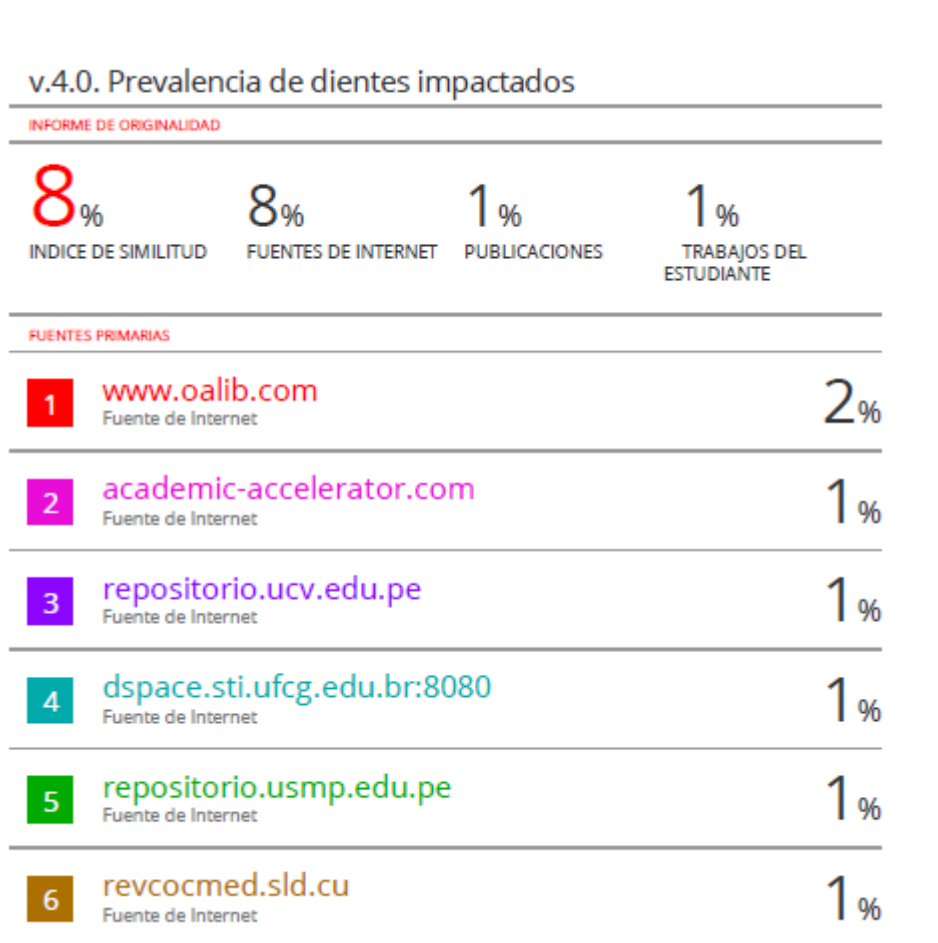 v.4.0. Prevalencia de dientes impactados
INFORME DE ORIGINALIDAD
8% 8% 1% 1%
INDICE DE SIMILITUD FUENTES DE INTERNET PUBLICACIONES TRABAJOS DEL
ESTUDIANTE
FUENTES PRIMARIAS
1 www.oalib.com 2%
Fuente de Internet
2 academic-accelerator.com 1%
Fuente de Internet
3 repositorio.ucv.edu.pe 1%
Fuente de Internet
4 dspace.sti.ufcg.edu.br:8080 1%
Fuente de Internet
5 repositorio.usmp.edu.pe 1%
Fuente de Internet
6 revcocmed.sld.cu 1%
Fuente de Internet